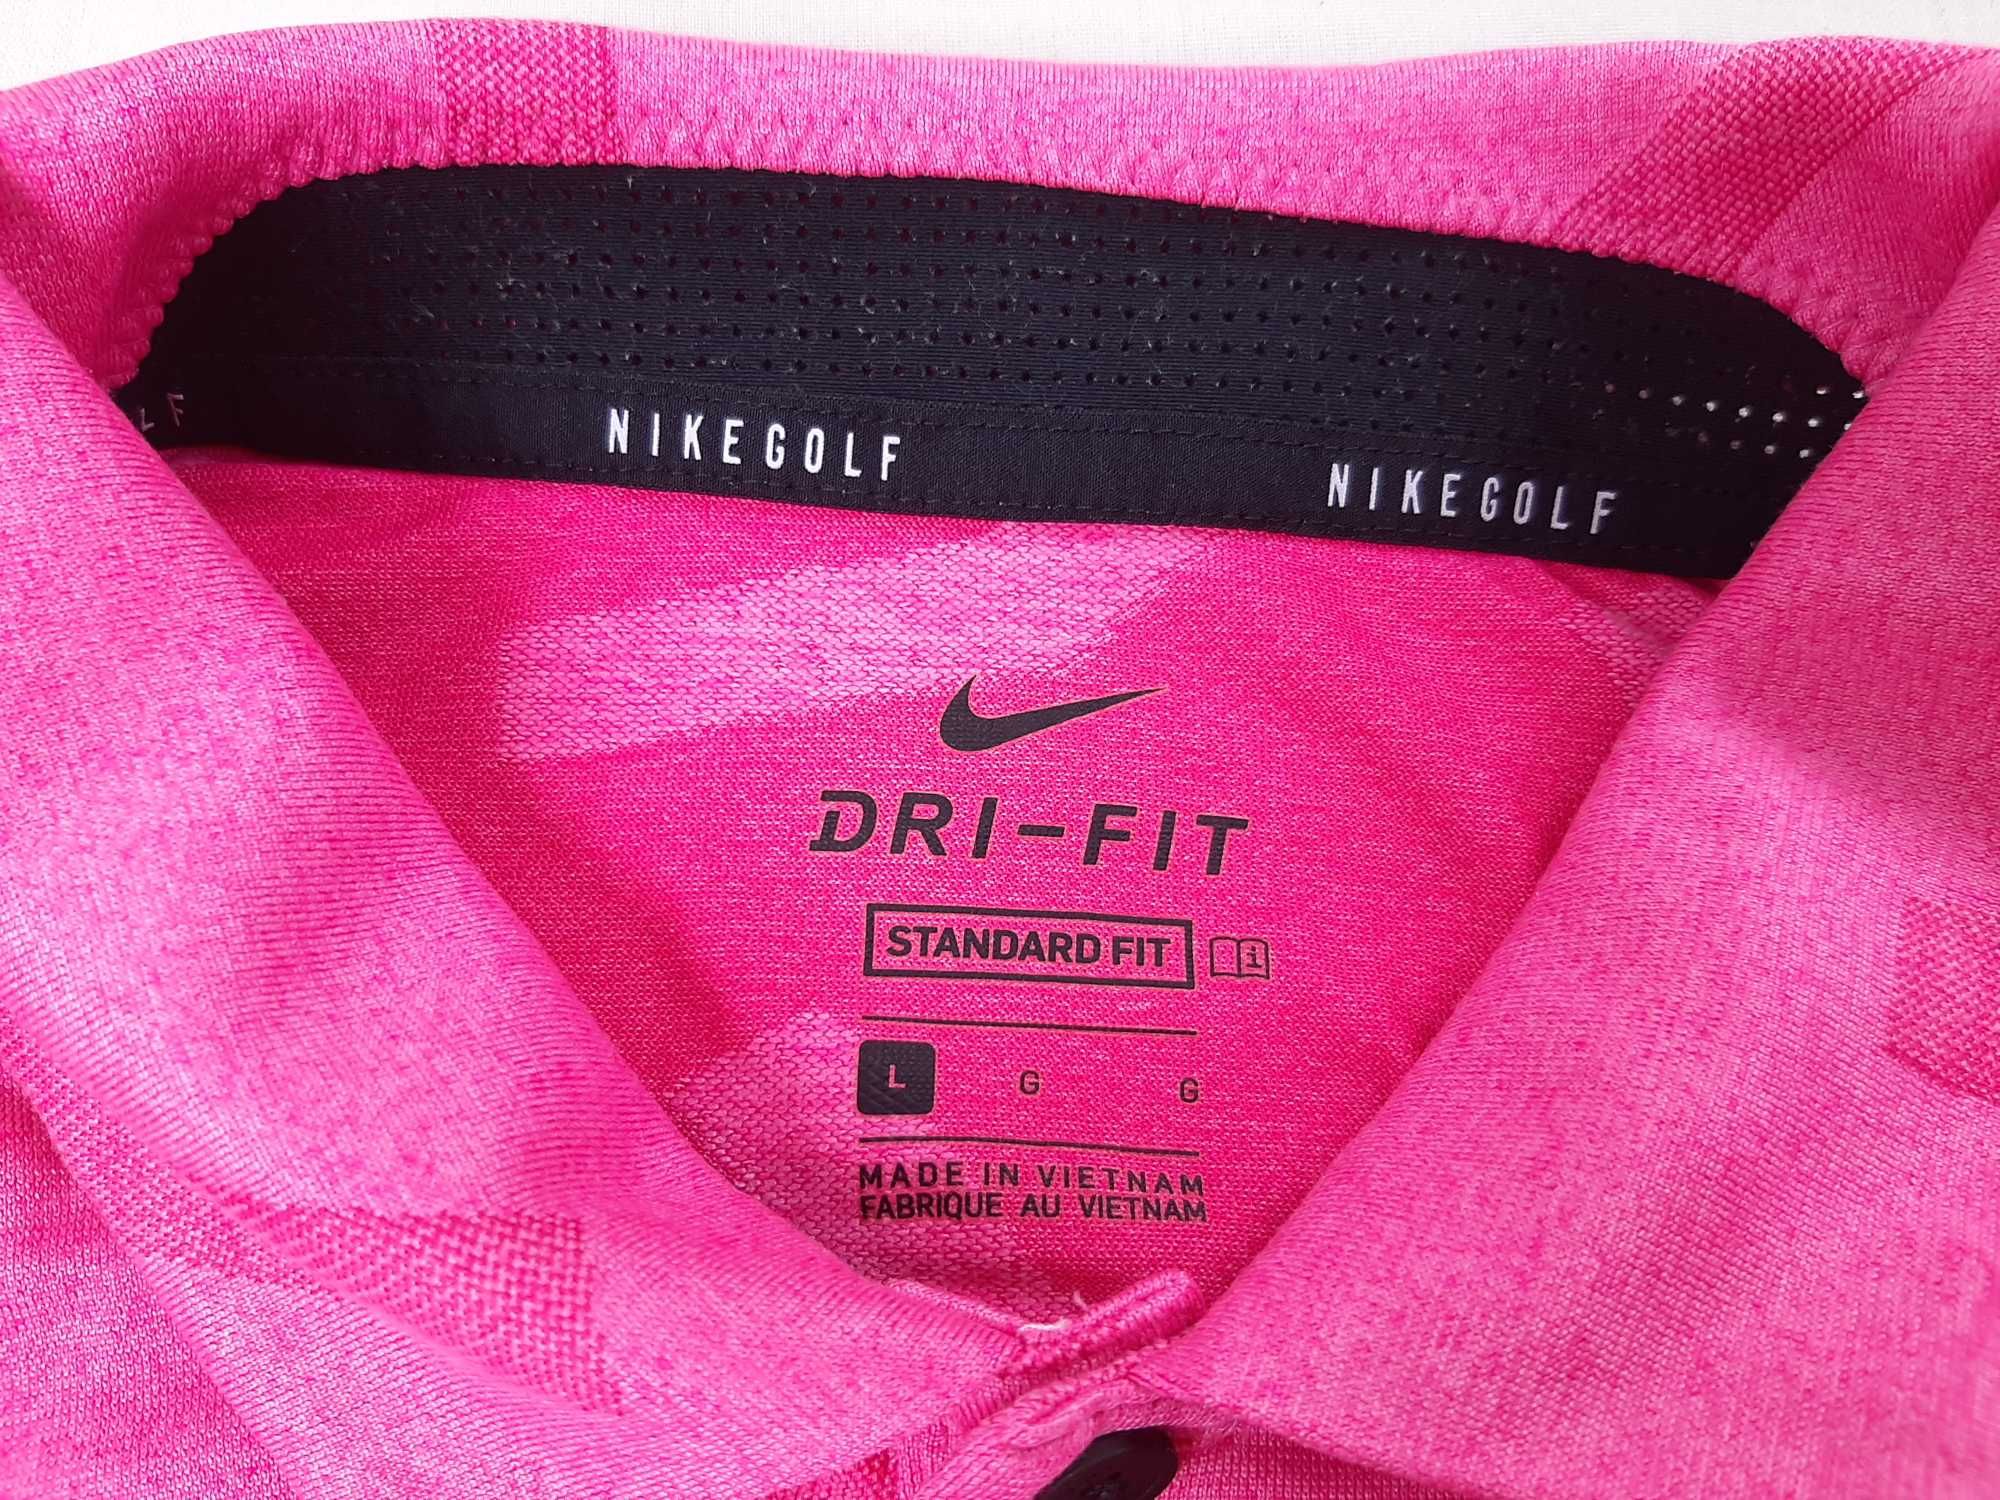 L F
NIKEGOLF
NIKEGOLF
DRI-FIT
STANDARD FIT i
L G G
MADE IN VIETNAM
FABRIQUE AU VIETNAM